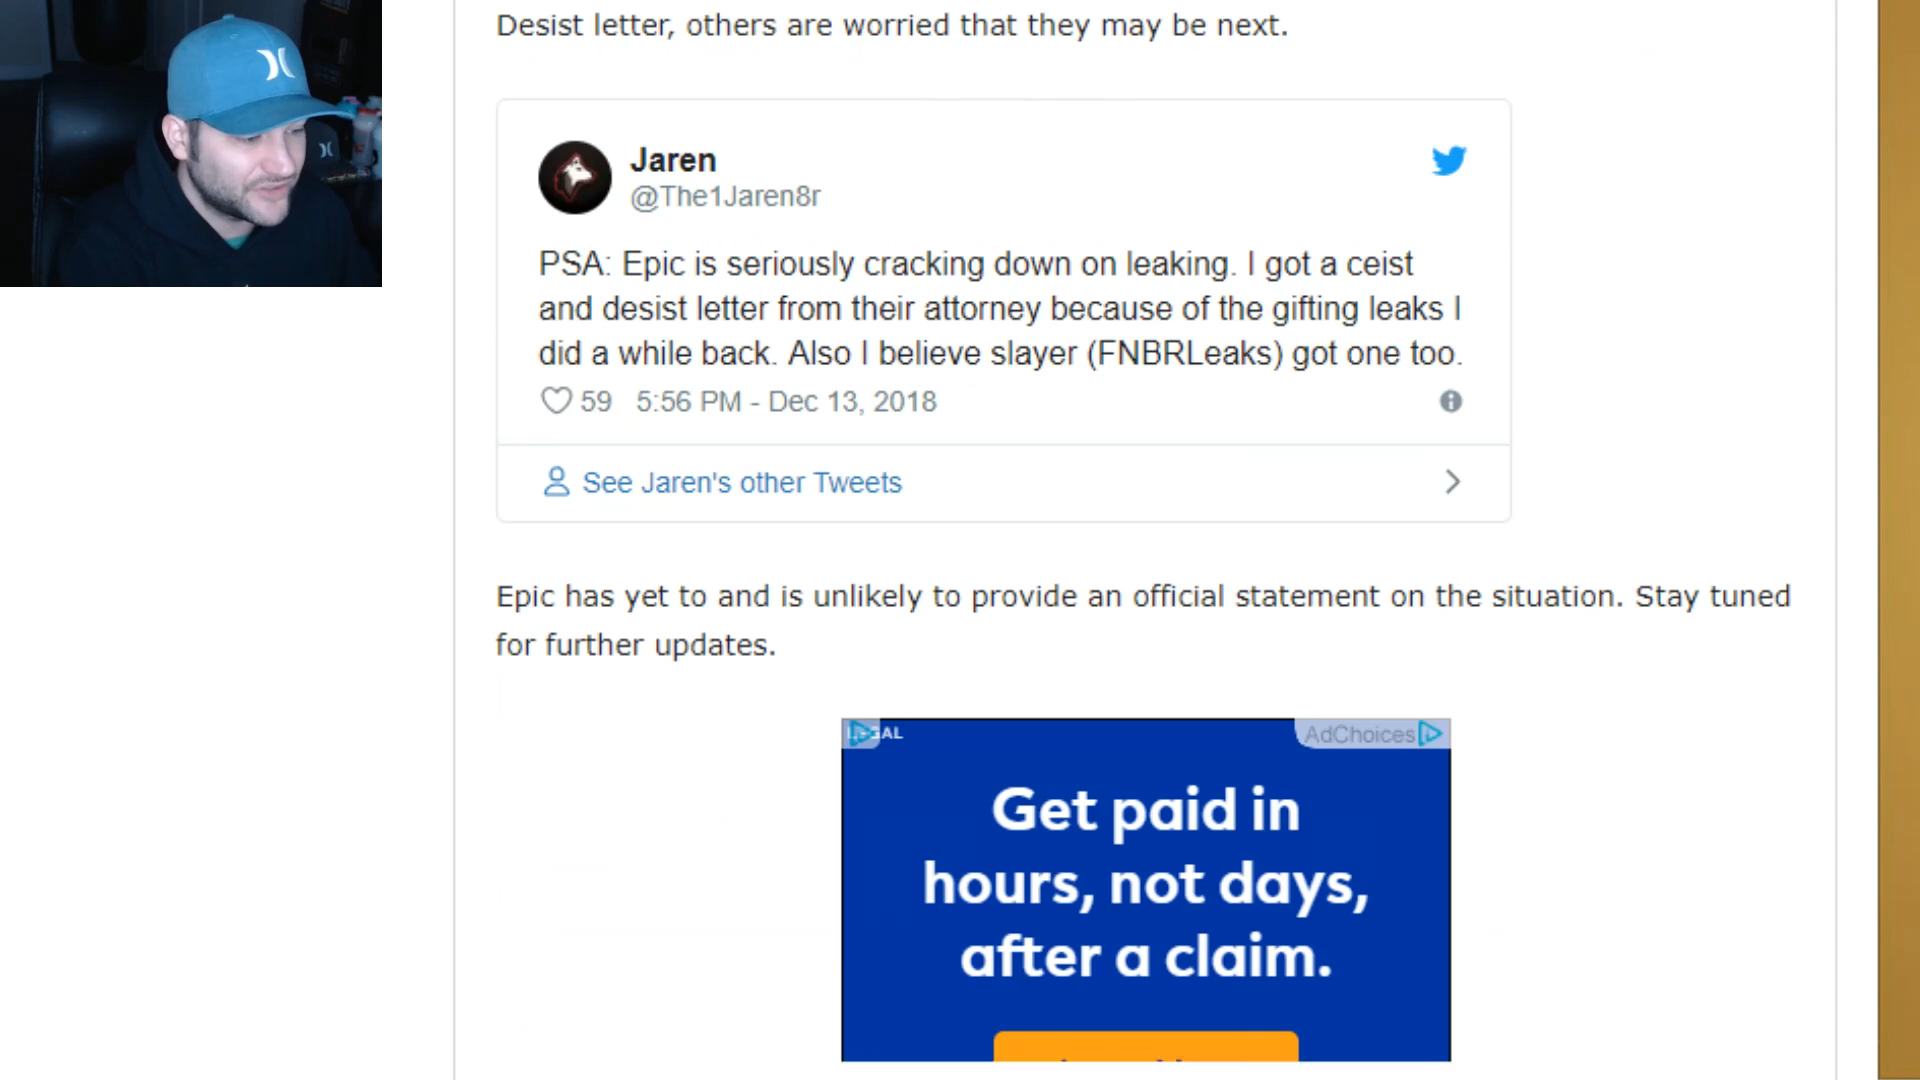 Desist letter, others are worried that they may be next.
Jaren
@The1Jaren8r
PSA: Epic is seriously cracking down on leaking. I got a ceist
and desist letter from their attorney because of the gifting leaks I
did a while back. Also I believe slayer (FNBRLeaks) got one too.
59 5:56 PM - Dec 13, 2018
See Jaren's other Tweets
Epic has yet to and is unlikely to provide an official statement on the situation. Stay tuned
for further updates.
AdChoices
Get paid in
hours, not days,
after a claim.